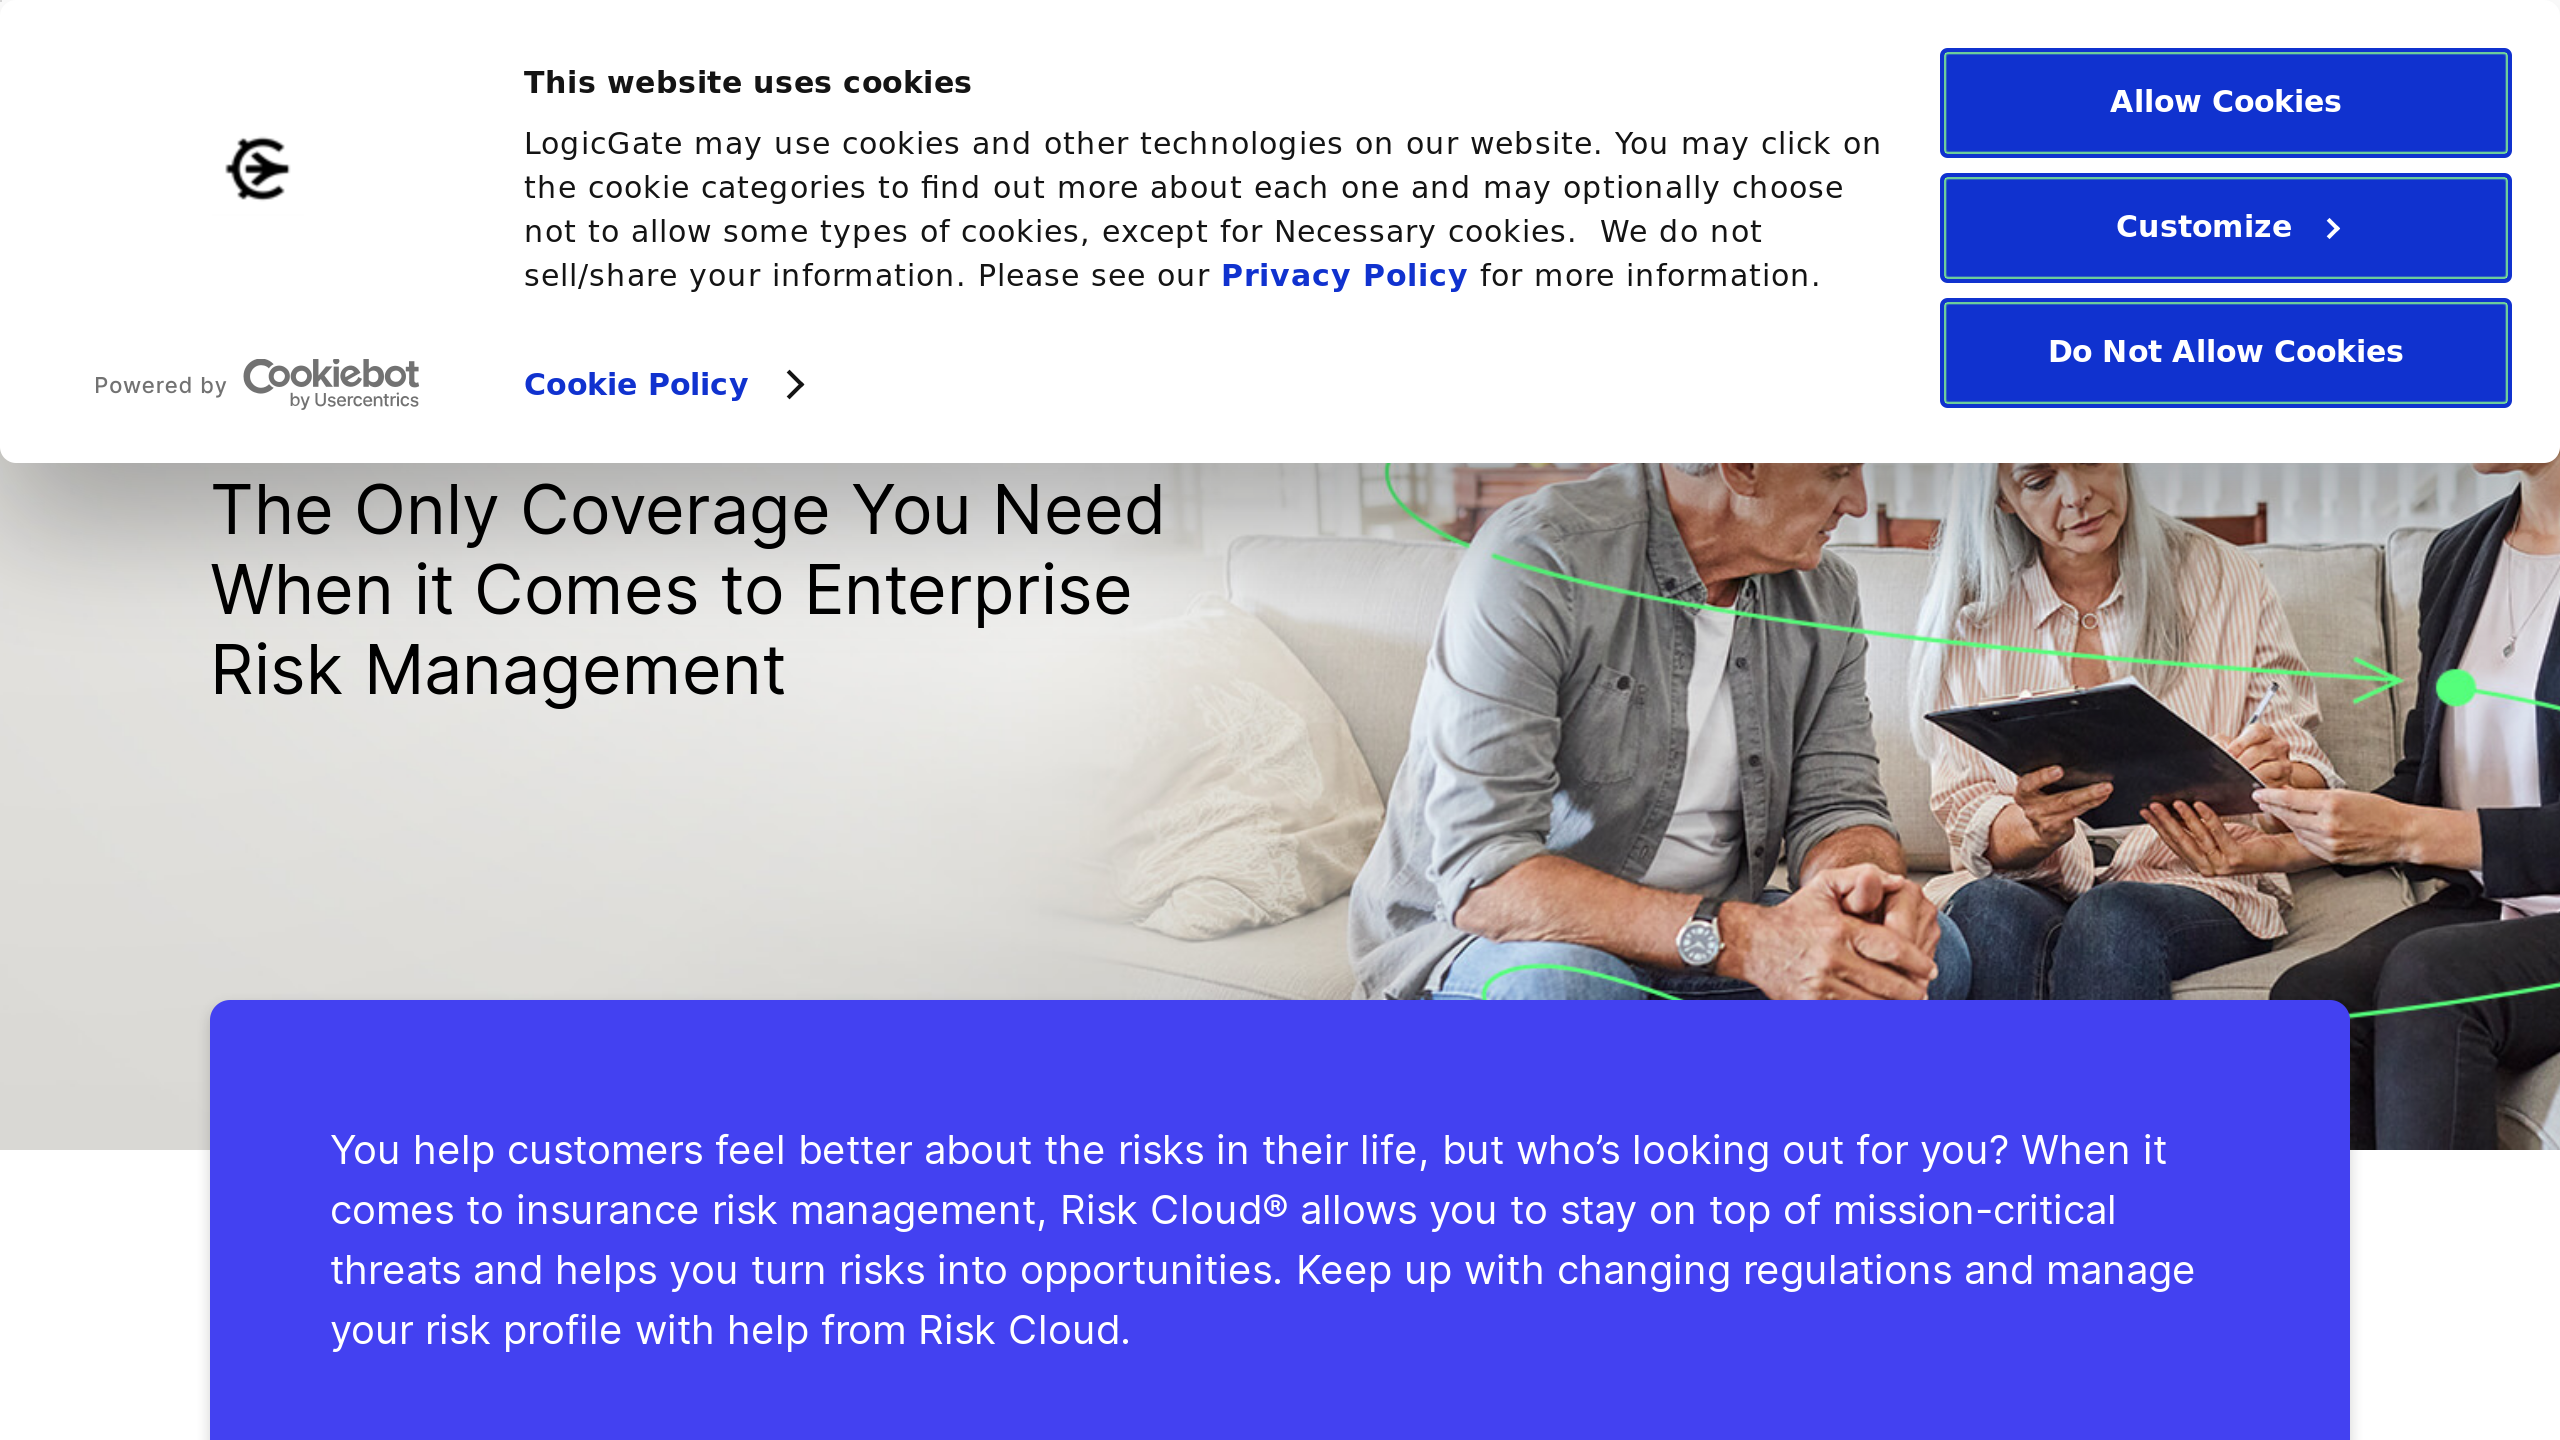 This website uses cookies
LogicGate may use cookies and other technologies on our website. You may click on
the cookie categories to find out more about each one and may optionally choose
not to allow some types of cookies, except for Necessary cookies.  We do not
sell/share your information. Please see our Privacy Policy for more information.
Powered by Cookiebot
by Usercentrics
Cookie Policy
Allow Cookies
Customize
Do Not Allow Cookies
The Only Coverage You Need
When it Comes to Enterprise
Risk Management
You help customers feel better about the risks in their life, but who’s looking out for you? When it
comes to insurance risk management, Risk Cloud® allows you to stay on top of mission-critical
threats and helps you turn risks into opportunities. Keep up with changing regulations and manage
your risk profile with help from Risk Cloud.